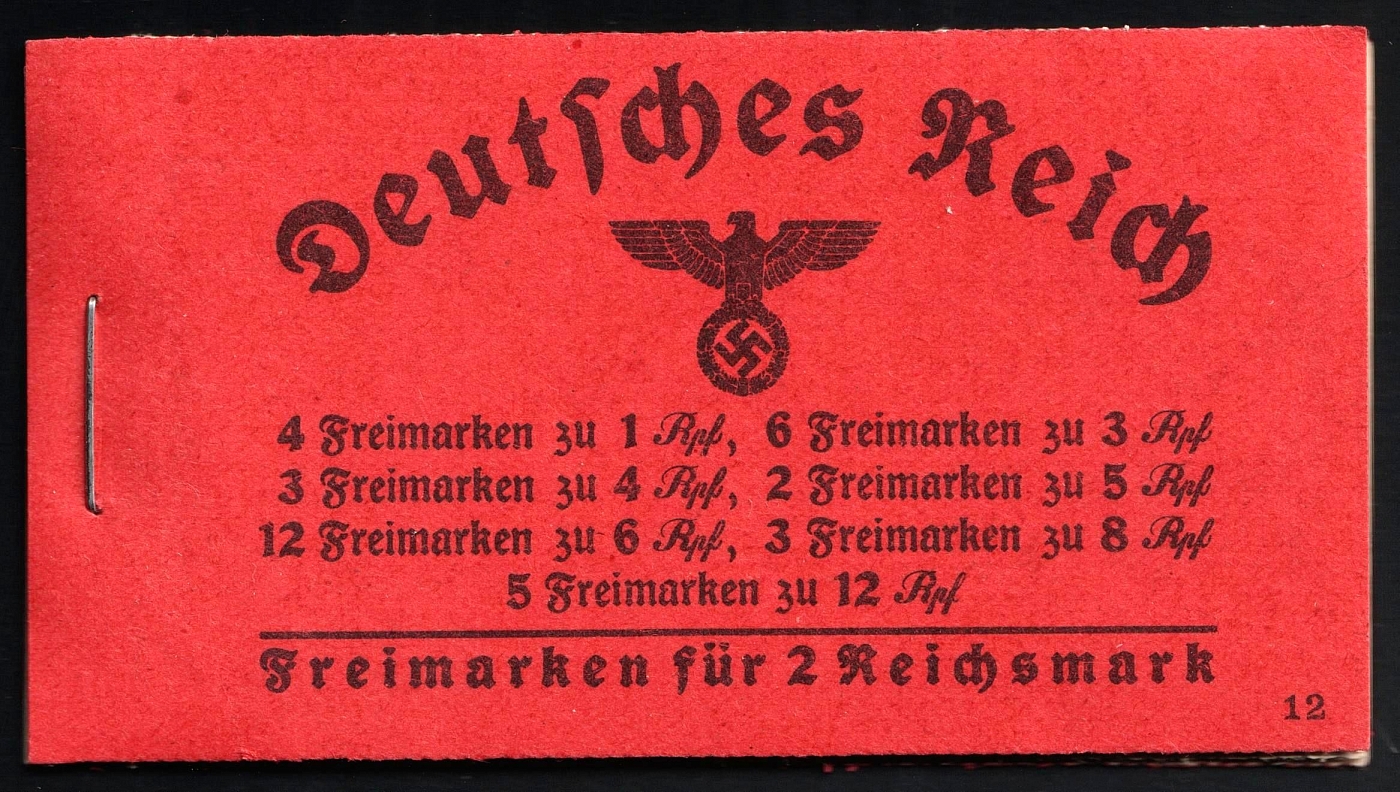 Deutsches Reich
4 Freimarken zu 1 Rpf, 6 Freimarken zu 3 Rpf
3 Freimarken zu 4 Rpf, 2 Freimarken zu 5 Rpf
12 Freimarken zu 6 Rpf, 3 Freimarken zu 8 Rpf
5 Freimarken zu 12 Rpf
Freimarken für 2 Reichsmark
12